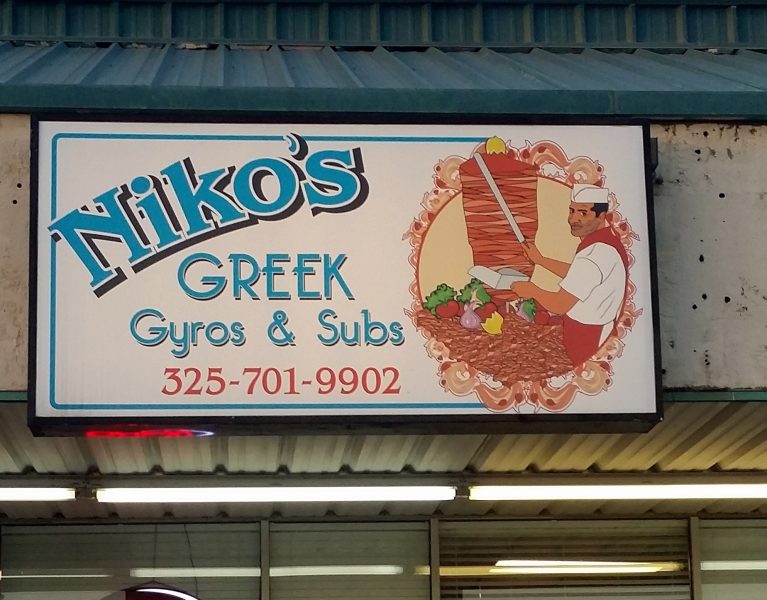 Niko's
GREEK
Gyros & Subs
325-701-9902